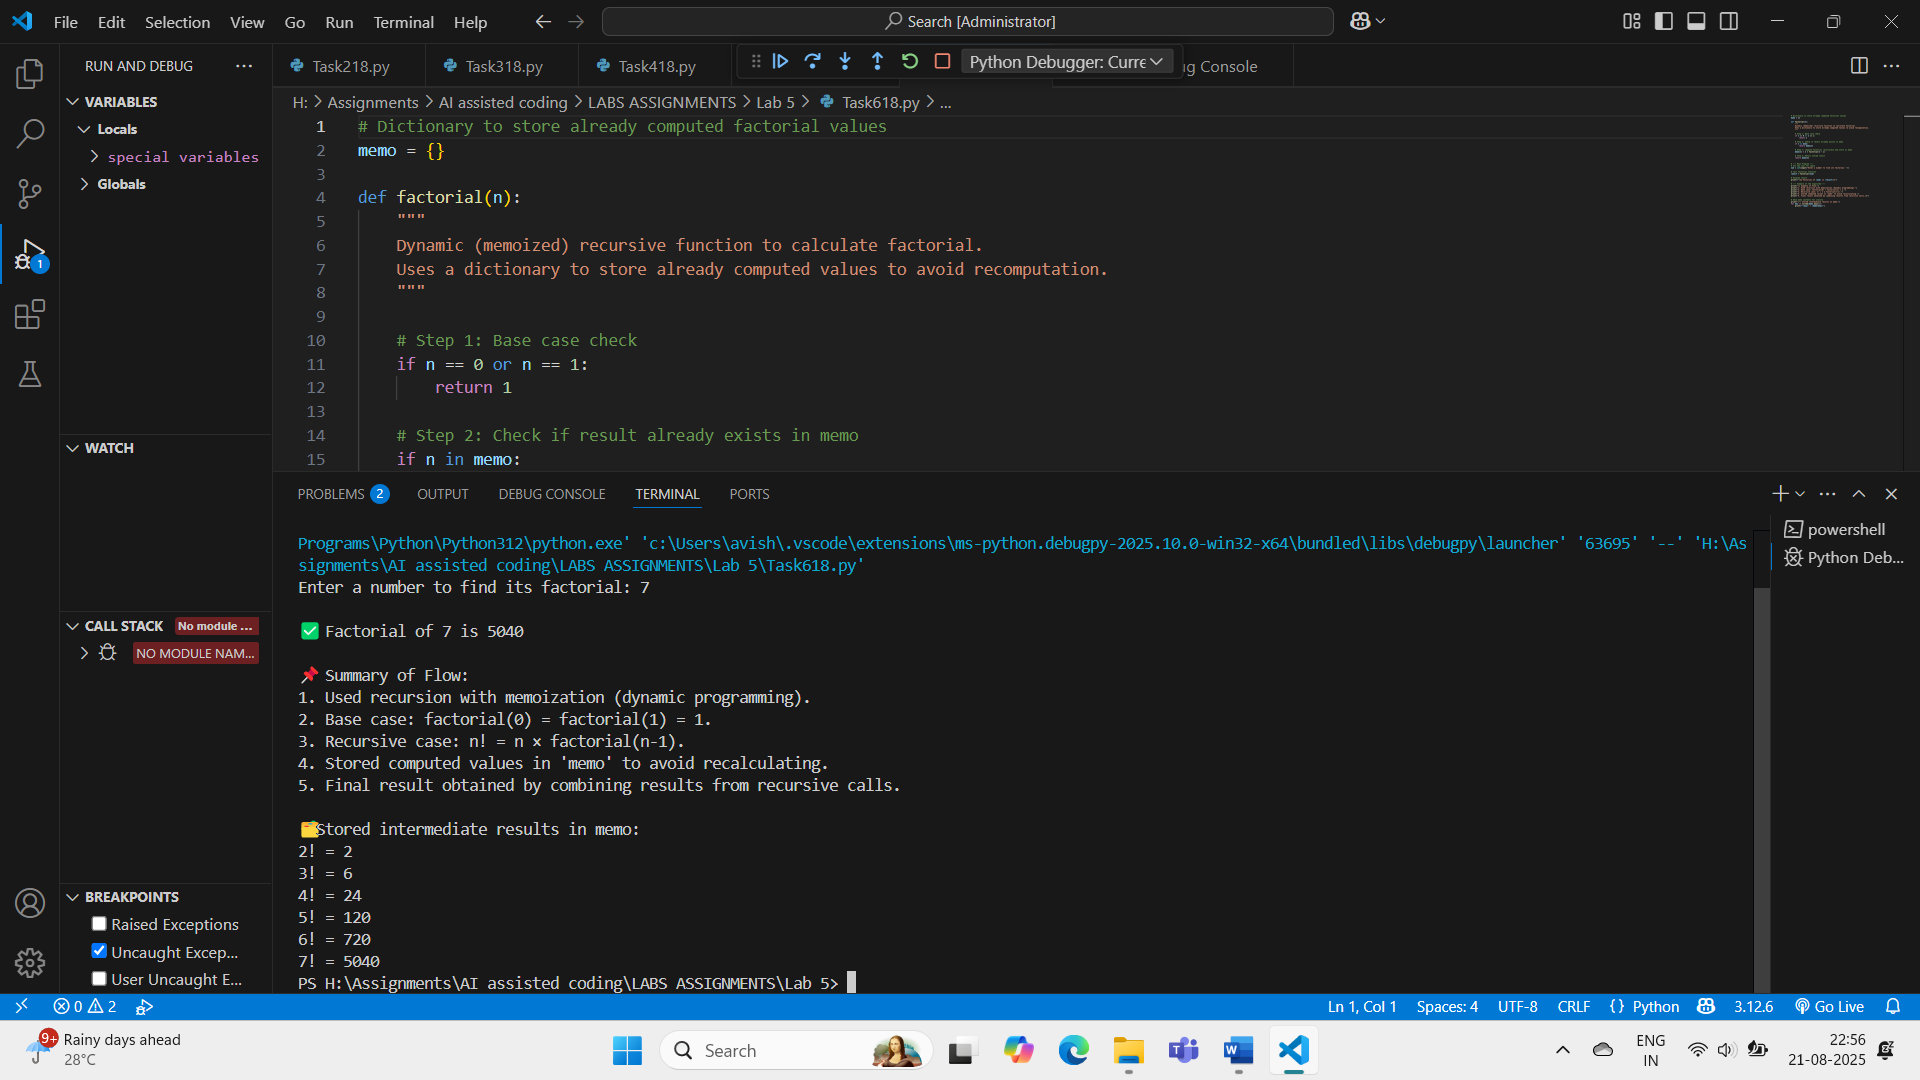 File Edit Selection View Go Run Terminal Help
Search [Administrator]
RUN AND DEBUG
Task218.py
Task318.py
Task418.py
Python Debugger: Curre
g Console
VARIABLES
Locals
special variables
Globals
WATCH
CALL STACK No module ...
NO MODULE NAM...
BREAKPOINTS
Raised Exceptions
Uncaught Excep...
User Uncaught E...
1
H: > Assignments > AI assisted coding > LABS ASSIGNMENTS > Lab 5 > Task618.py > ...
1 # Dictionary to store already computed factorial values
2 memo = {}
3
4 def factorial(n):
5 """
6 Dynamic (memoized) recursive function to calculate factorial.
7 Uses a dictionary to store already computed values to avoid recomputation.
8 """
9
10 # Step 1: Base case check
11 if n == 0 or n == 1:
12 return 1
13
14 # Step 2: Check if result already exists in memo
15 if n in memo:
PROBLEMS 2 OUTPUT DEBUG CONSOLE TERMINAL PORTS
powershell
Python Deb...
Programs\Python\Python312\python.exe' 'c:\Users\avish\.vscode\extensions\ms-python.debugpy-2025.10.0-win32-x64\bundled\libs\debugpy\launcher' '63695' '--' 'H:\As
signments\AI assisted coding\LABS ASSIGNMENTS\Lab 5\Task618.py'
Enter a number to find its factorial: 7
✅ Factorial of 7 is 5040
📌 Summary of Flow:
1. Used recursion with memoization (dynamic programming).
2. Base case: factorial(0) = factorial(1) = 1.
3. Recursive case: n! = n × factorial(n-1).
4. Stored computed values in 'memo' to avoid recalculating.
5. Final result obtained by combining results from recursive calls.
Stored intermediate results in memo:
2! = 2
3! = 6
4! = 24
5! = 120
6! = 720
7! = 5040
PS H:\Assignments\AI assisted coding\LABS ASSIGNMENTS\Lab 5>
0 2
Ln 1, Col 1 Spaces: 4 UTF-8 CRLF {} Python 3.12.6 Go Live
9+ Rainy days ahead
28°C
Search
ENG
IN
22:56
21-08-2025